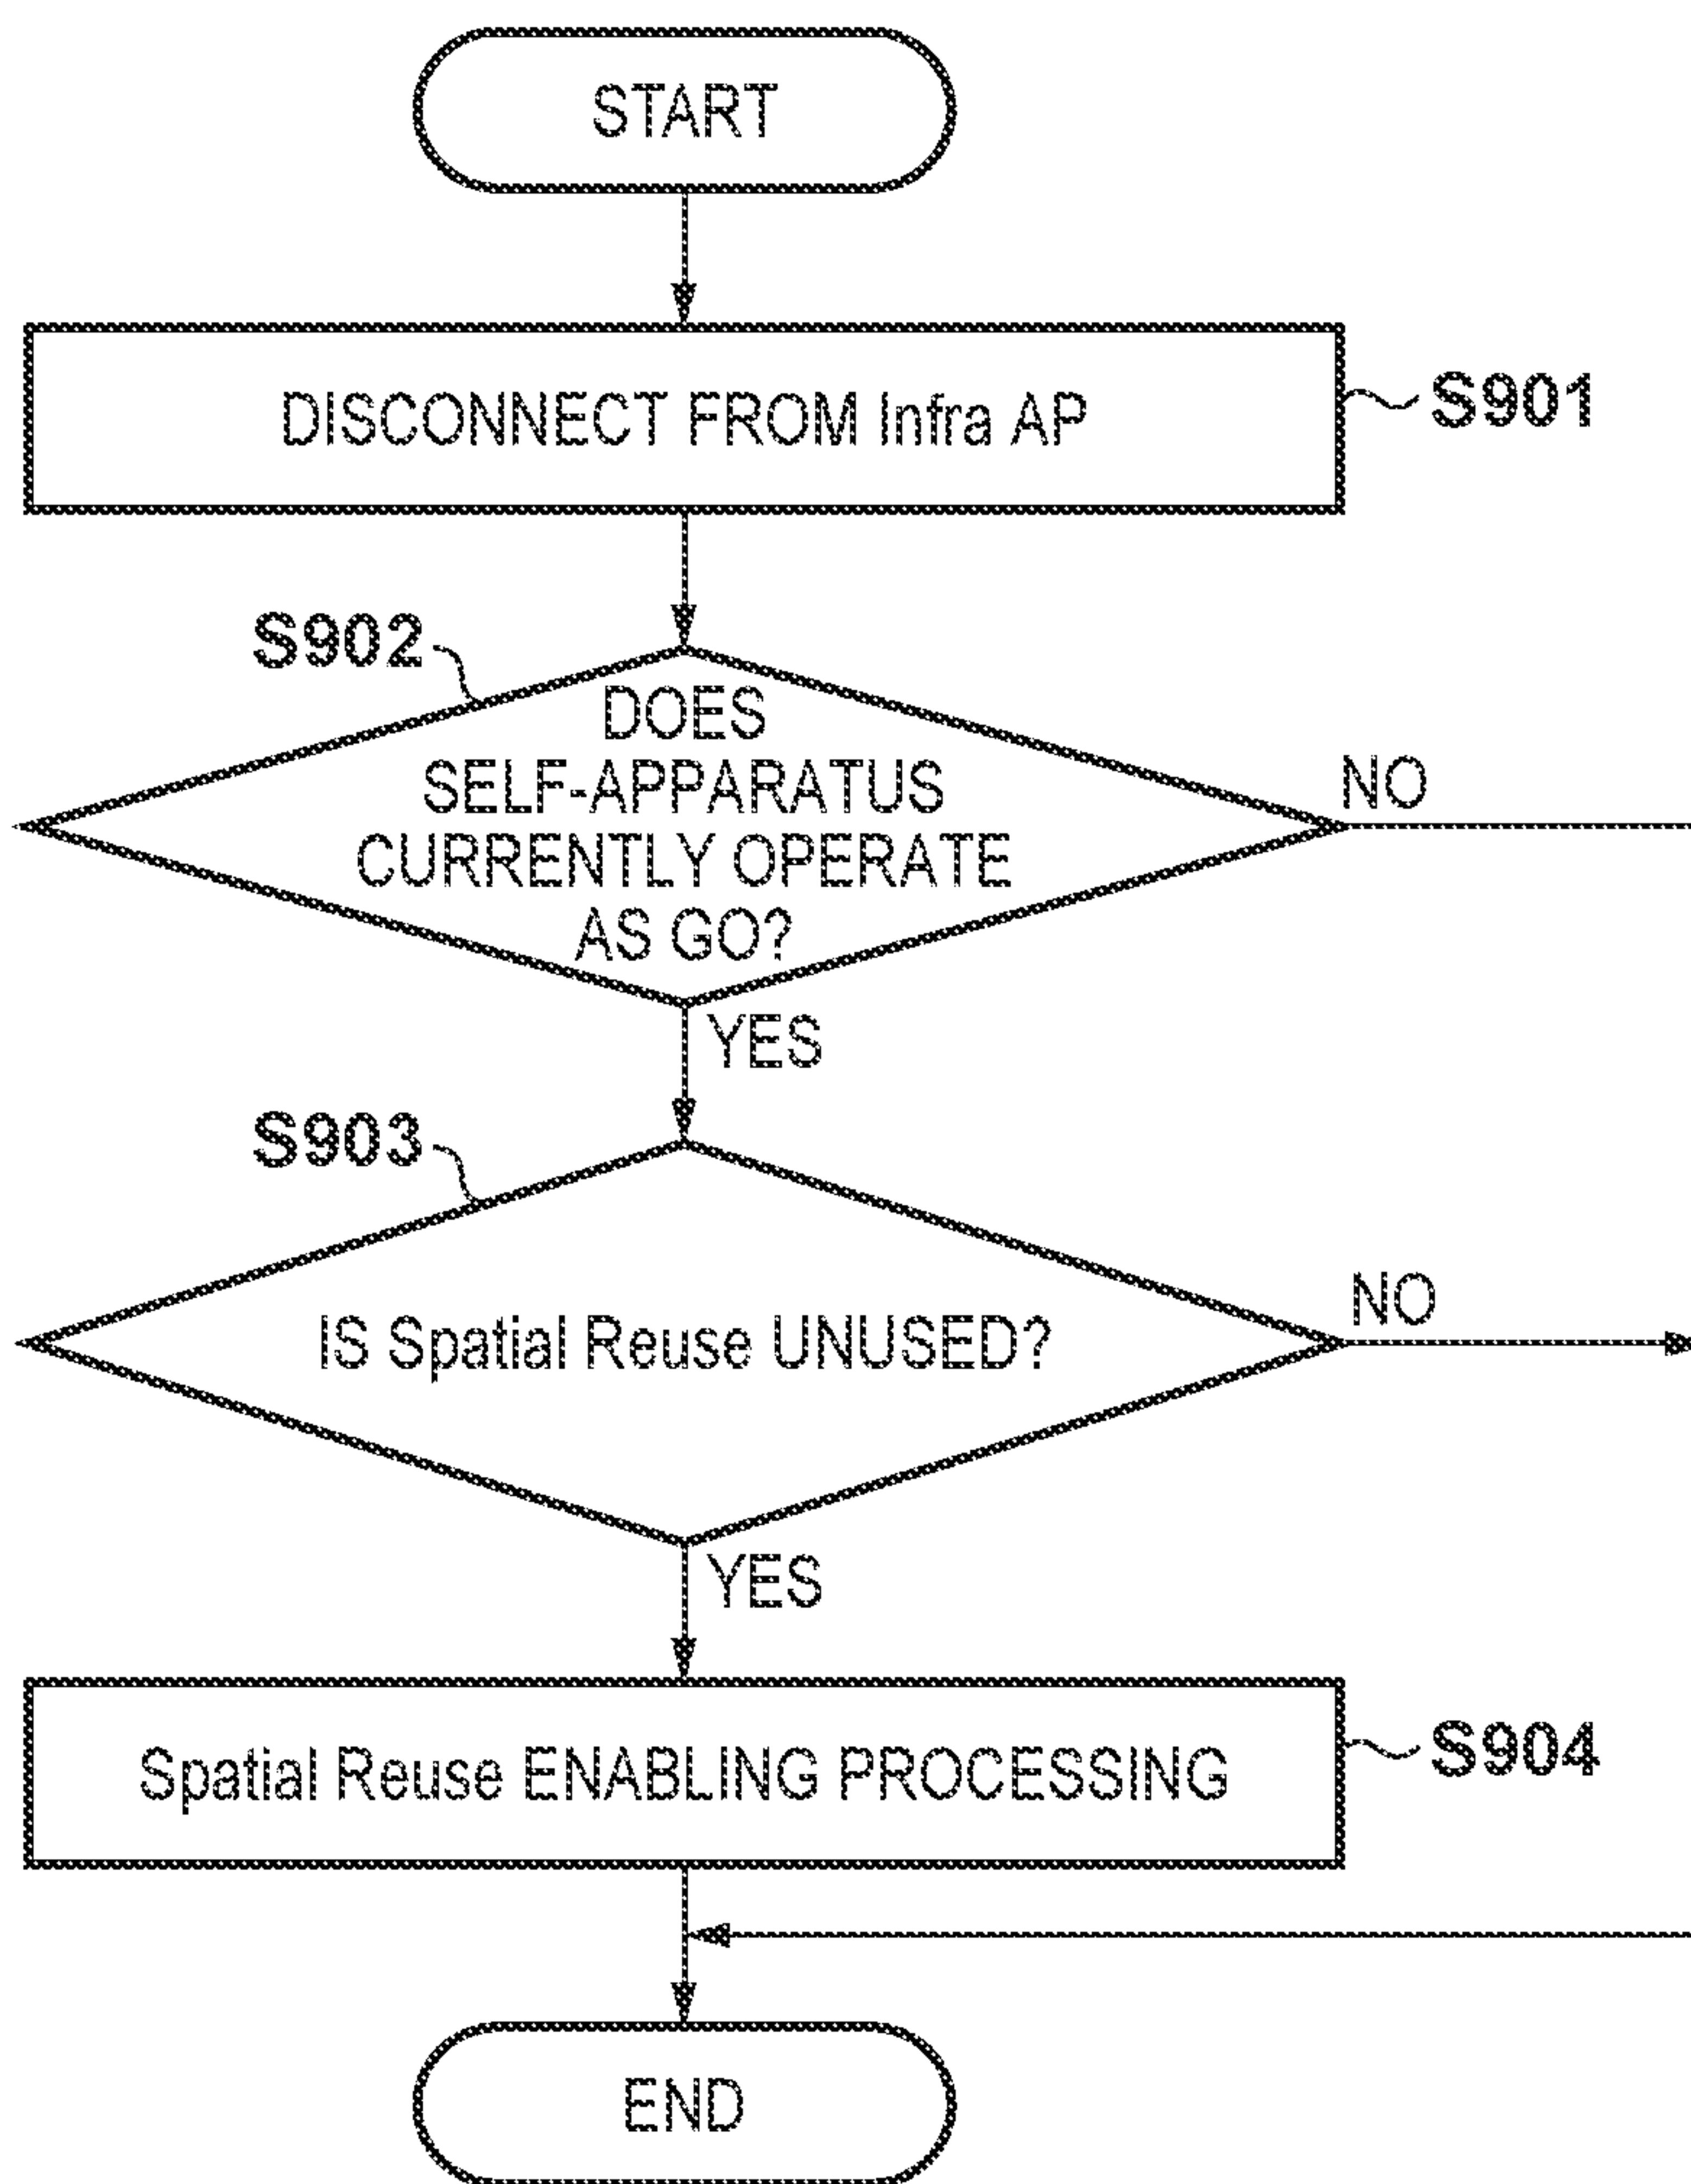 START
DISCONNECT FROM Infra AP
S901
S902
DOES
SELF-APPARATUS
CURRENTLY OPERATE
AS GO?
NO
YES
S903
IS Spatial Reuse UNUSED?
NO
YES
Spatial Reuse ENABLING PROCESSING
S904
END